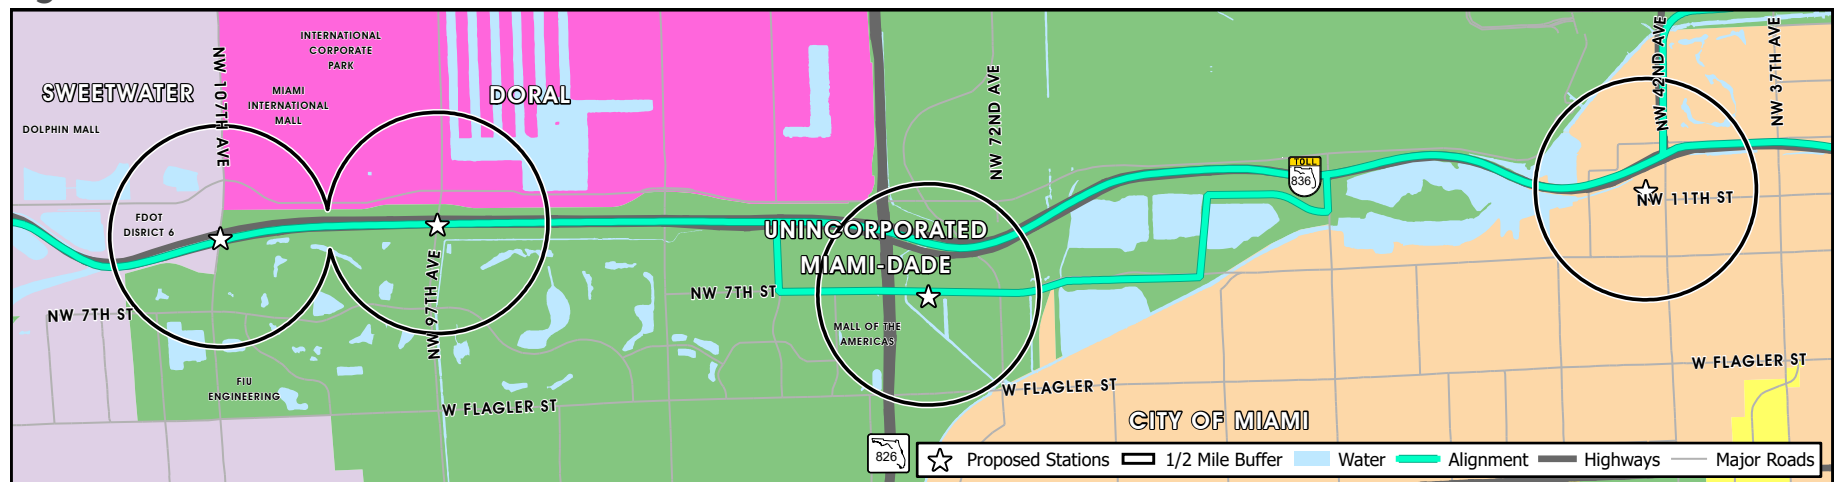 INTERNATIONAL
CORPORATE
PARK
SWEETWATER
NW 107TH AVE
MIAMI
INTERNATIONAL
MALL
DORAL
DOLPHIN MALL
NW 72ND AVE
NW 42ND AVE
NW 37TH AVE
TOLL
836
NW 11TH ST
FDOT
DISRICT 6
UNINCORPORATED
MIAMI-DADE
NW 97TH AVE
NW 7TH ST
NW 7TH ST
MALL OF THE
AMERICAS
FIU
ENGINEERING
W FLAGLER ST
W FLAGLER ST
W FLAGLER ST
CITY OF MIAMI
826
Proposed Stations
1/2 Mile Buffer
Water
Alignment
Highways
Major Roads